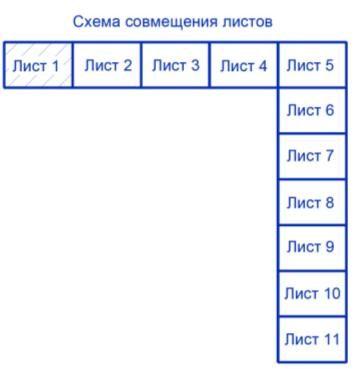 Схема совмещения листов
Лист 1 Лист 2 Лист 3 Лист 4 Лист 5
Лист 6
Лист 7
Лист 8
Лист 9
Лист 10
Лист 11